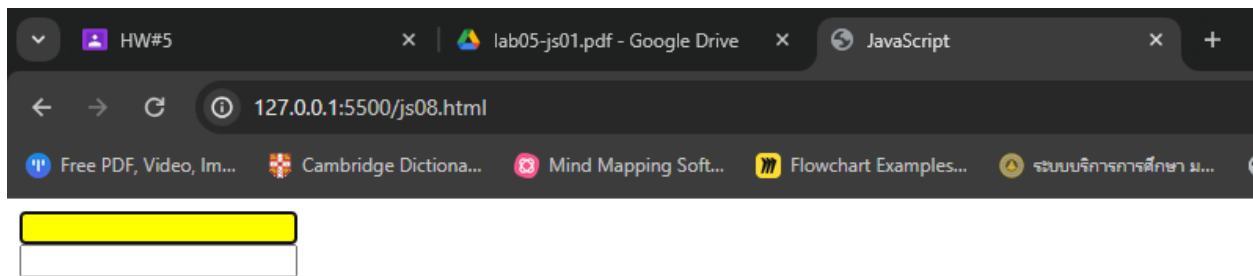 HW#5
lab05-js01.pdf - Google Drive
JavaScript
127.0.0.1:5500/js08.html
Free PDF, Video, Im...
Cambridge Dictiona...
Mind Mapping Soft...
Flowchart Examples...
ระบบบริการการศึกษา ม...